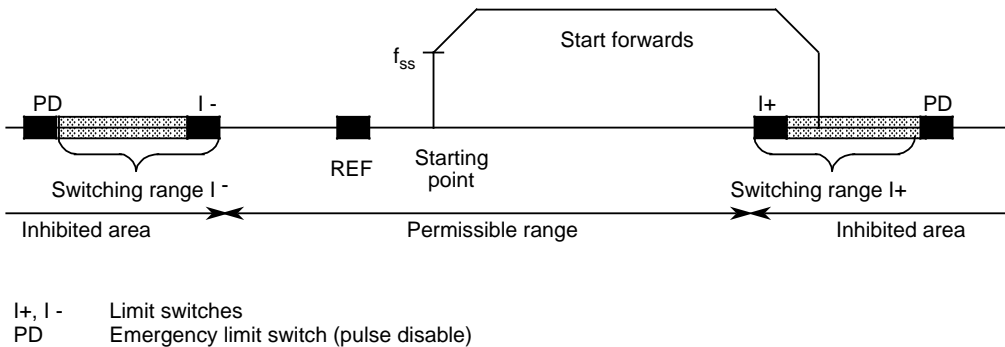 Start forwards
fss
PD
I -
I+
PD
REF
Starting
point
Switching range I -
Switching range I+
Inhibited area
Permissible range
Inhibited area
I+, I - Limit switches
PD Emergency limit switch (pulse disable)